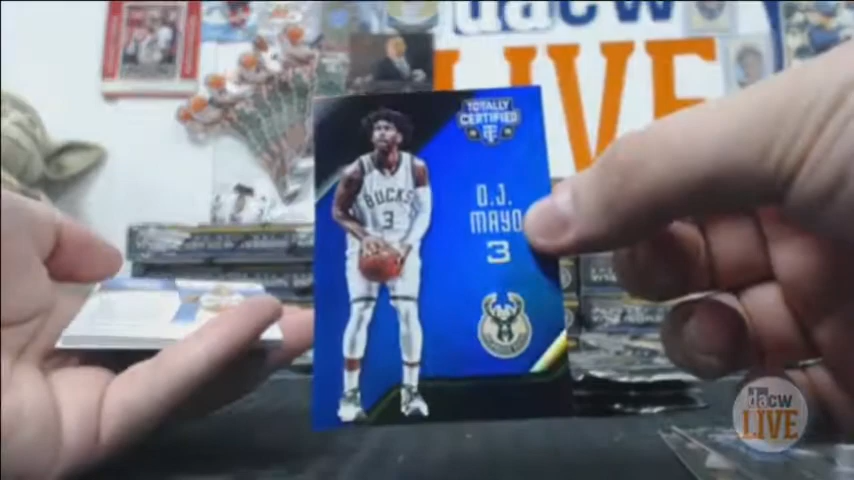 dacw
LIVE
TOTALLY
CERTIFIED
O.J.
MAYO
3
BUCKS
3
dacw
LIVE